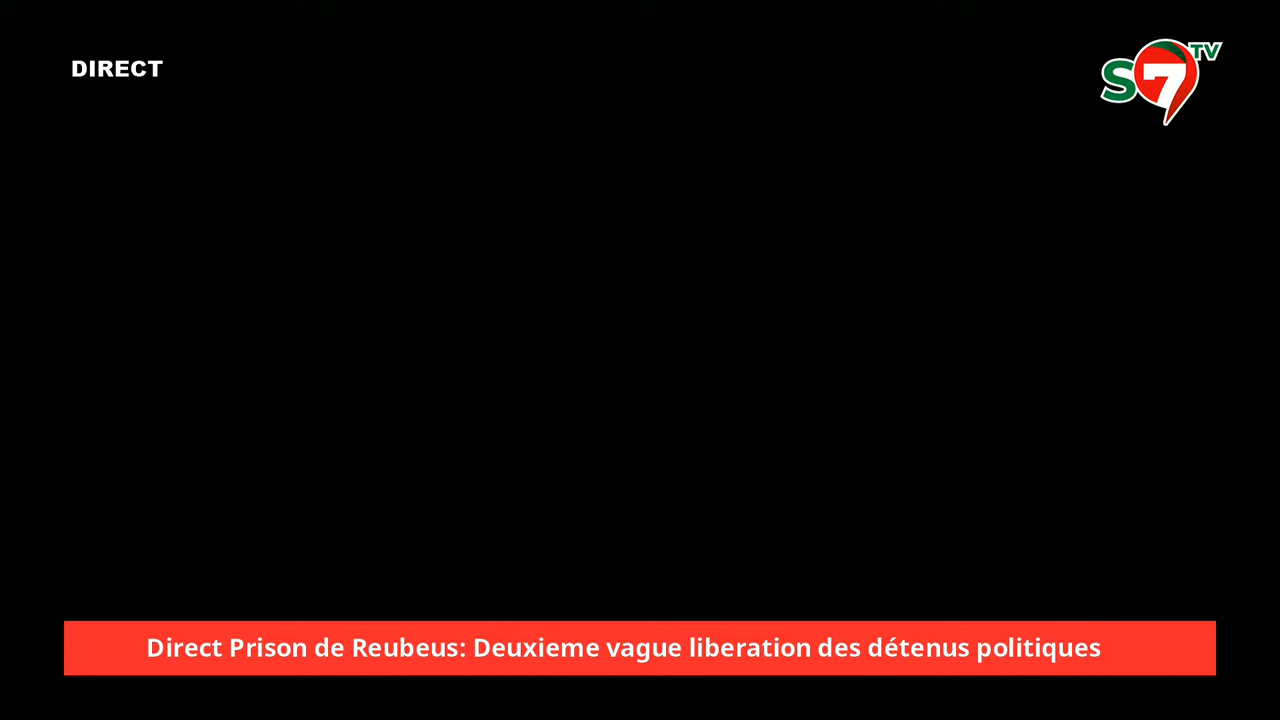 DIRECT
S7 TV
Direct Prison de Reubeus: Deuxieme vague liberation des détenus politiques